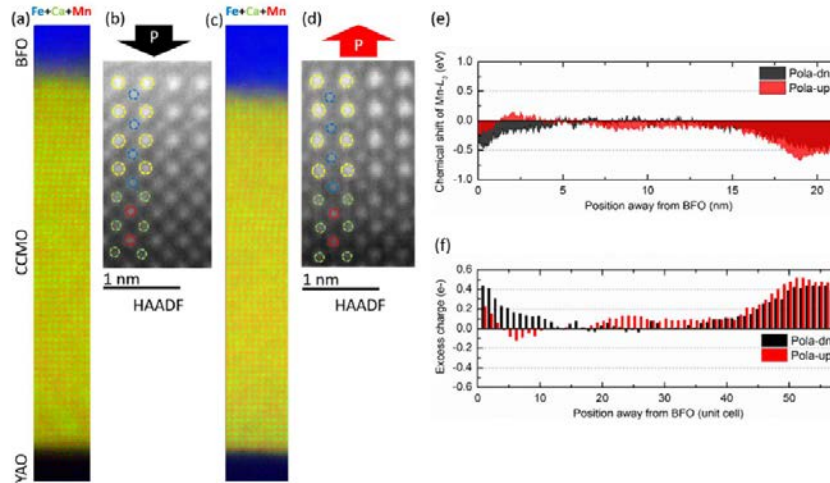 (a) Fe+Ca+Mn
BFO
CCMO
YAO
(b)
P
1 nm
HAADF
(c) Fe+Ca+Mn
(d)
P
1 nm
HAADF
(e)
Chemical shift of Mn-L₃ (eV)
1.0
0.5
0.0
-0.5
-1.0
Pola-dn
Pola-up
0 5 10 15 20
Position away from BFO (nm)
(f)
Excess charge (e-)
0.6
0.4
0.2
0.0
-0.2
-0.4
-0.6
Pola-dn
Pola-up
0 10 20 30 40 50
Position away from BFO (unit cell)